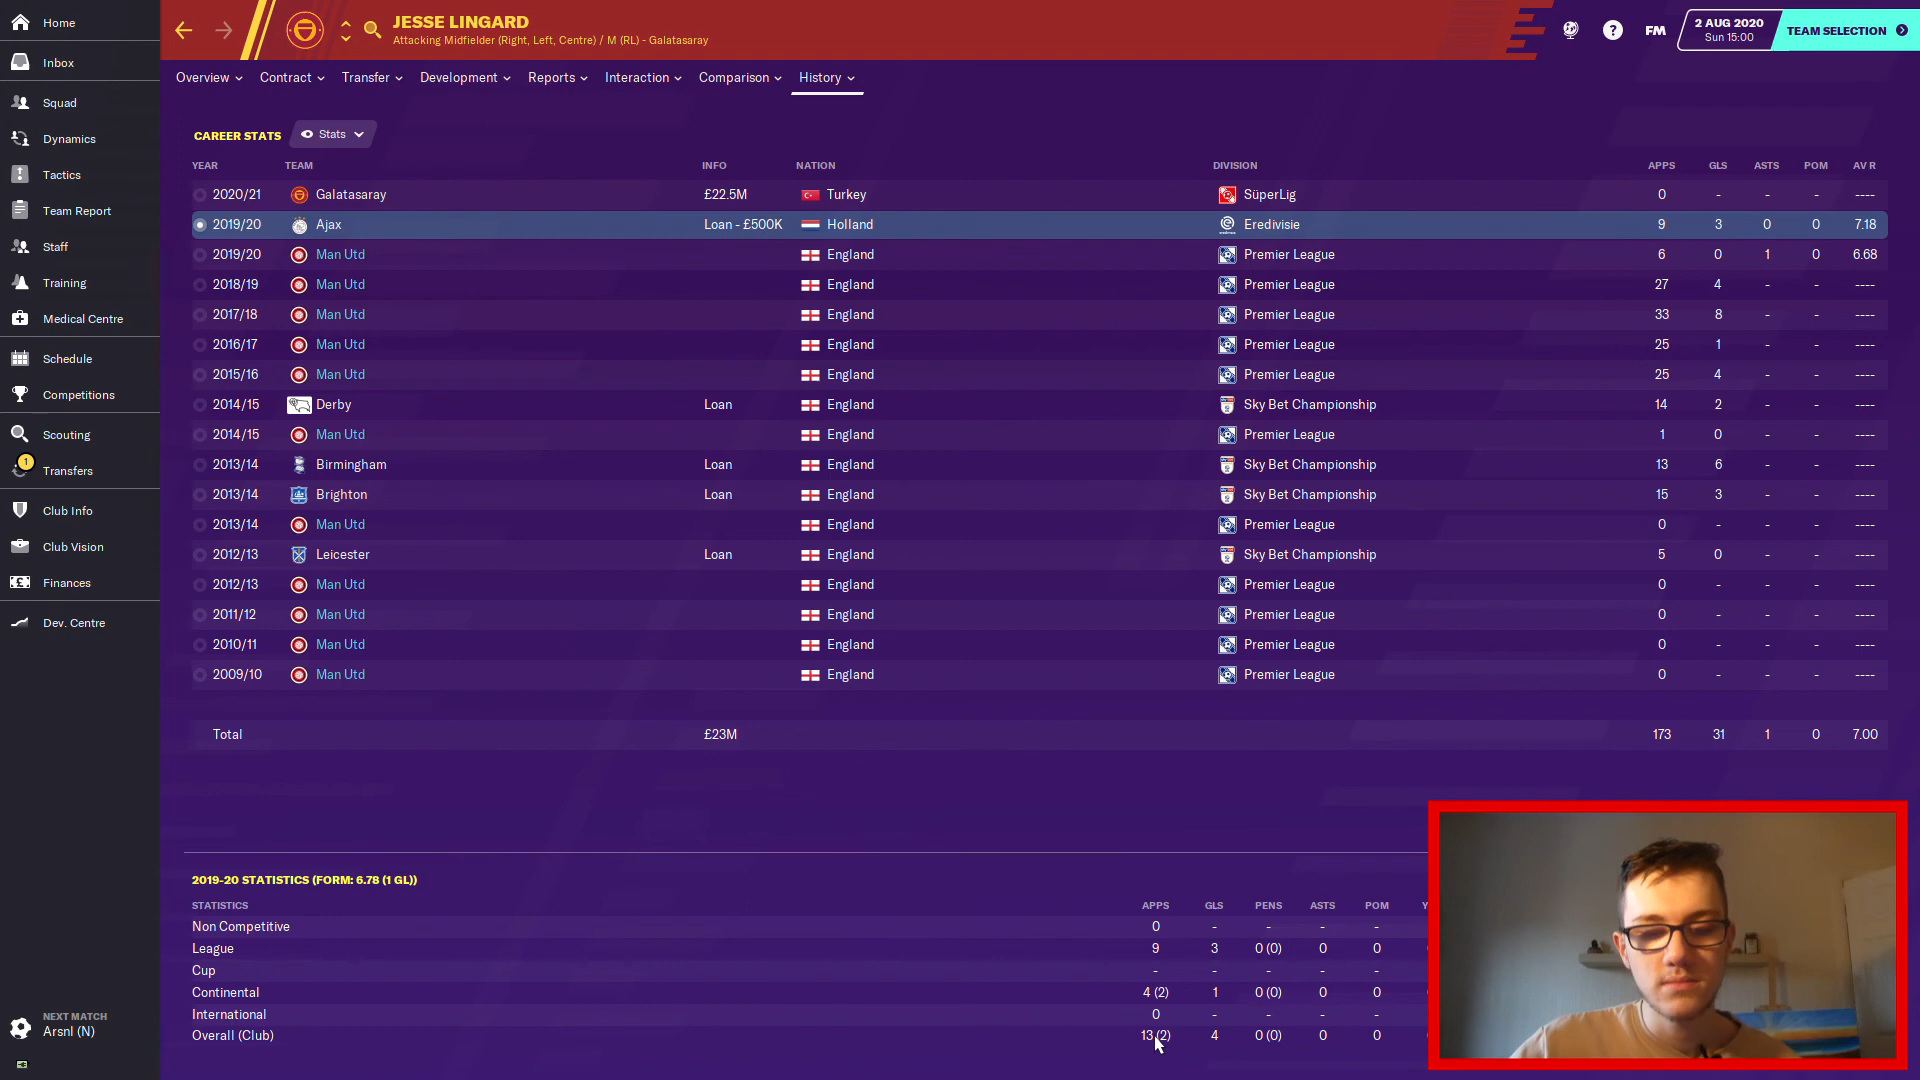 Home
Inbox
Squad
Dynamics
Tactics
Team Report
Staff
Training
Medical Centre
Schedule
Competitions
Scouting
1
Transfers
Club Info
Club Vision
Finances
Dev. Centre
NEXT MATCH
Arsnl (N)
JESSE LINGARD
Attacking Midfielder (Right, Left, Centre) / M (RL) - Galatasaray
? FM
2 AUG 2020
Sun 15:00
TEAM SELECTION
Overview Contract Transfer Development Reports Interaction Comparison History
CAREER STATS Stats
YEAR TEAM INFO NATION DIVISION APPS GLS ASTS POM AV R
2020/21 Galatasaray £22.5M Turkey SüperLig 0 - - - ----
2019/20 Ajax Loan - £500K Holland Eredivisie 9 3 0 0 7.18
2019/20 Man Utd England Premier League 6 0 1 0 6.68
2018/19 Man Utd England Premier League 27 4 - - ----
2017/18 Man Utd England Premier League 33 8 - - ----
2016/17 Man Utd England Premier League 25 1 - - ----
2015/16 Man Utd England Premier League 25 4 - - ----
2014/15 Derby Loan England Sky Bet Championship 14 2 - - ----
2014/15 Man Utd England Premier League 1 0 - - ----
2013/14 Birmingham Loan England Sky Bet Championship 13 6 - - ----
2013/14 Brighton Loan England Sky Bet Championship 15 3 - - ----
2013/14 Man Utd England Premier League 0 - - - ----
2012/13 Leicester Loan England Sky Bet Championship 5 0 - - ----
2012/13 Man Utd England Premier League 0 - - - ----
2011/12 Man Utd England Premier League 0 - - - ----
2010/11 Man Utd England Premier League 0 - - - ----
2009/10 Man Utd England Premier League 0 - - - ----
Total £23M 173 31 1 0 7.00
2019-20 STATISTICS (FORM: 6.78 (1 GL))
STATISTICS APPS GLS PENS ASTS POM Y
Non Competitive 0 - - - -
League 9 3 0 (0) 0 0
Cup - - - - -
Continental 4 (2) 1 0 (0) 0 0
International 0 - - - -
Overall (Club) 13 (2) 4 0 (0) 0 0